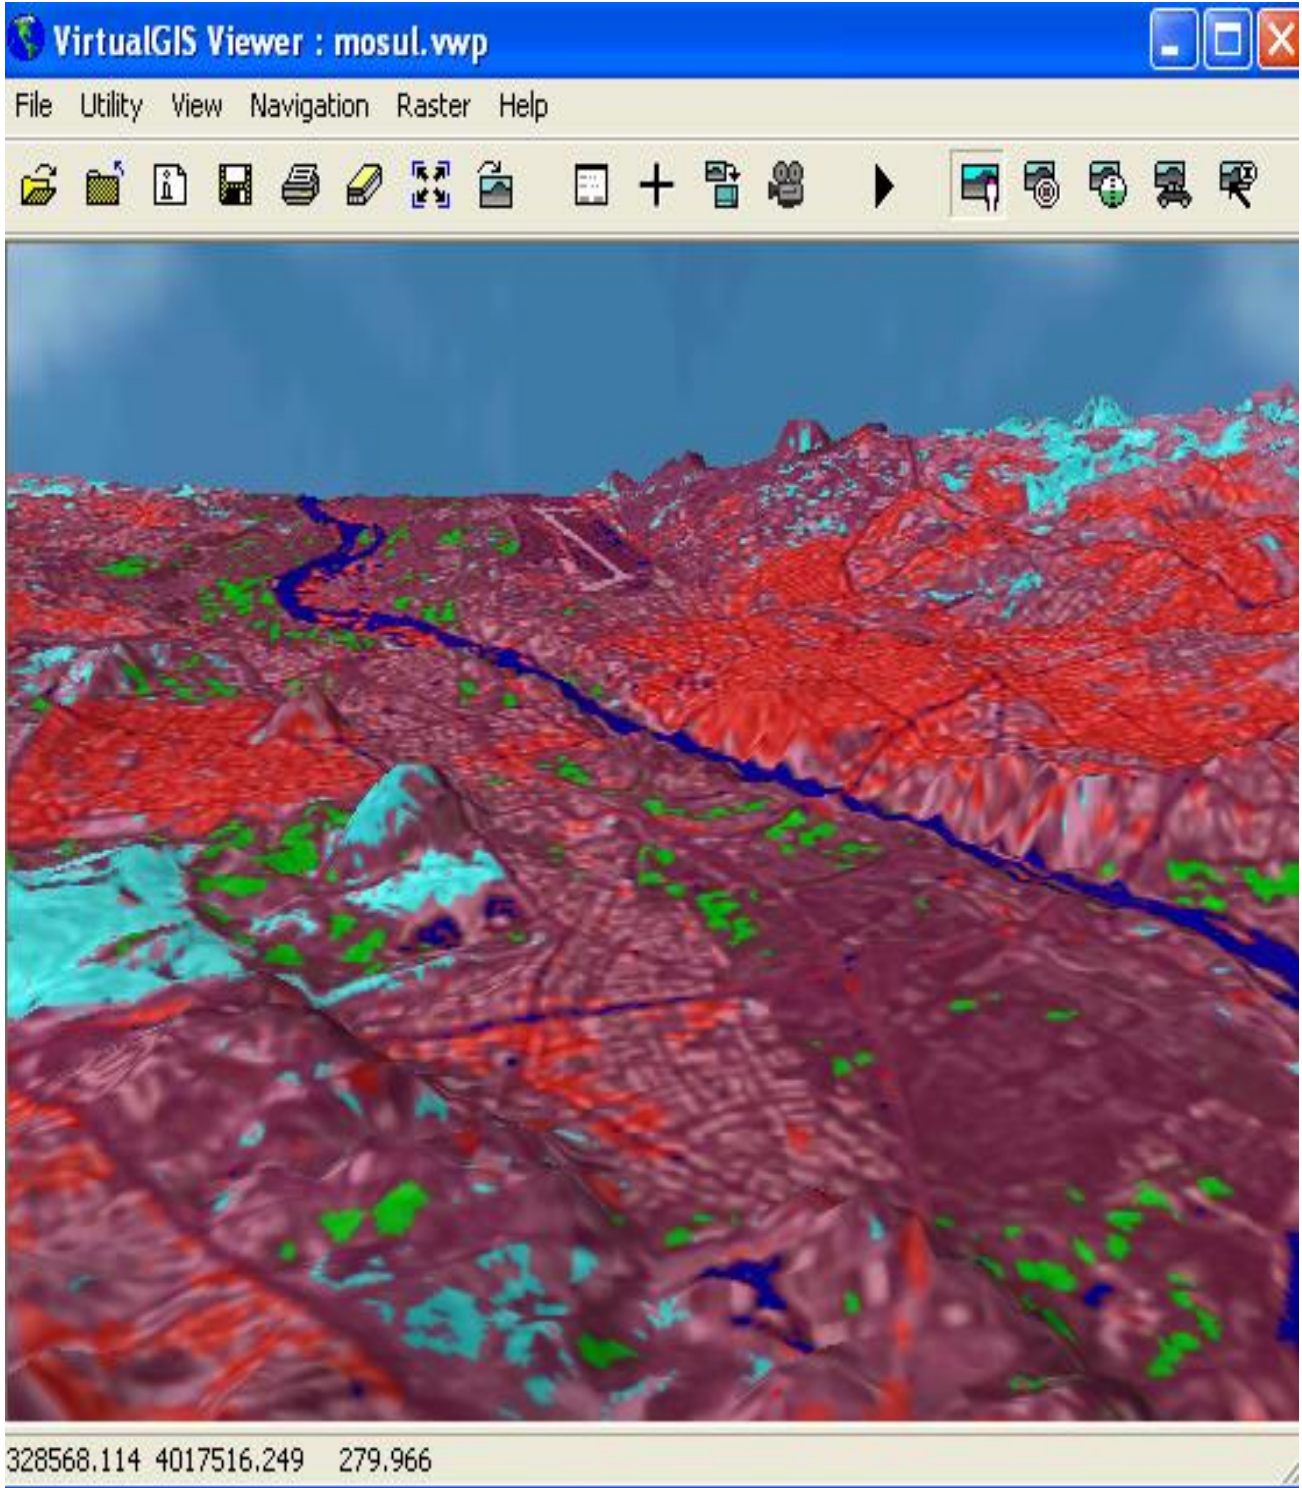 VirtualGIS Viewer : mosul.vwp
File Utility View Navigation Raster Help
328568.114 4017516.249 279.966